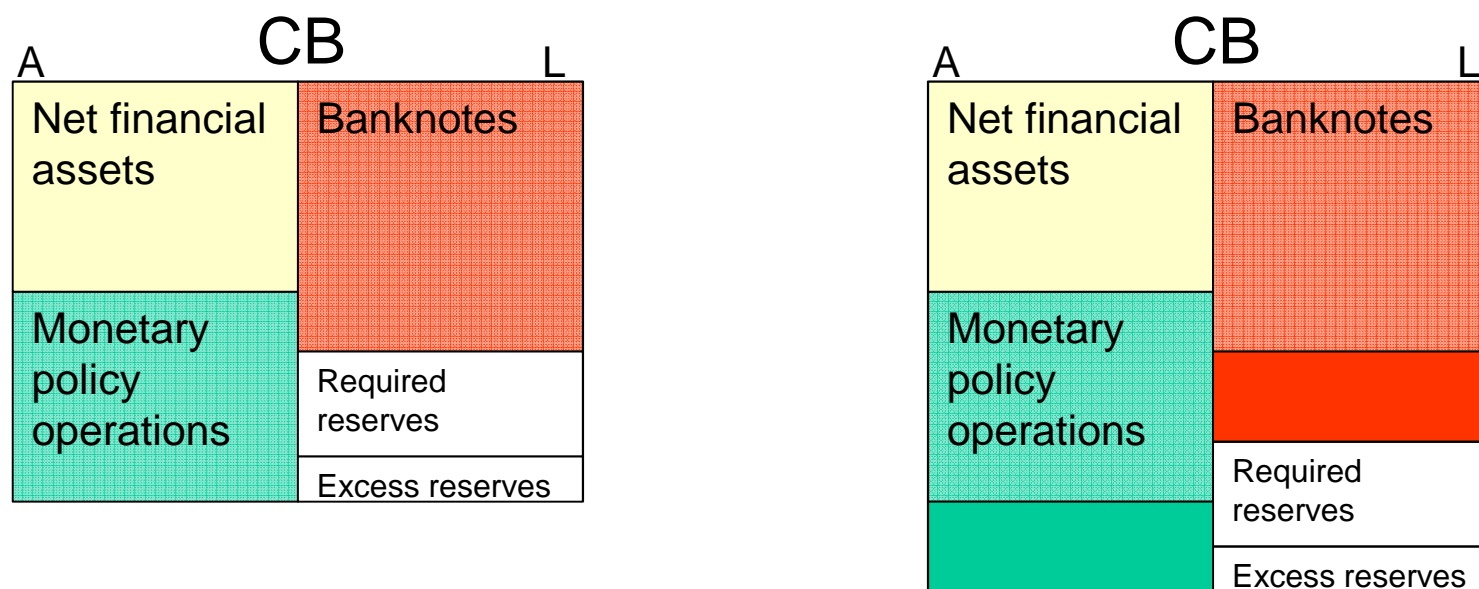 CB
A
L
Net financial
assets
Banknotes
Monetary
policy
operations
Required
reserves
Excess reserves
CB
A
L
Net financial
assets
Banknotes
Monetary
policy
operations
Required
reserves
Excess reserves